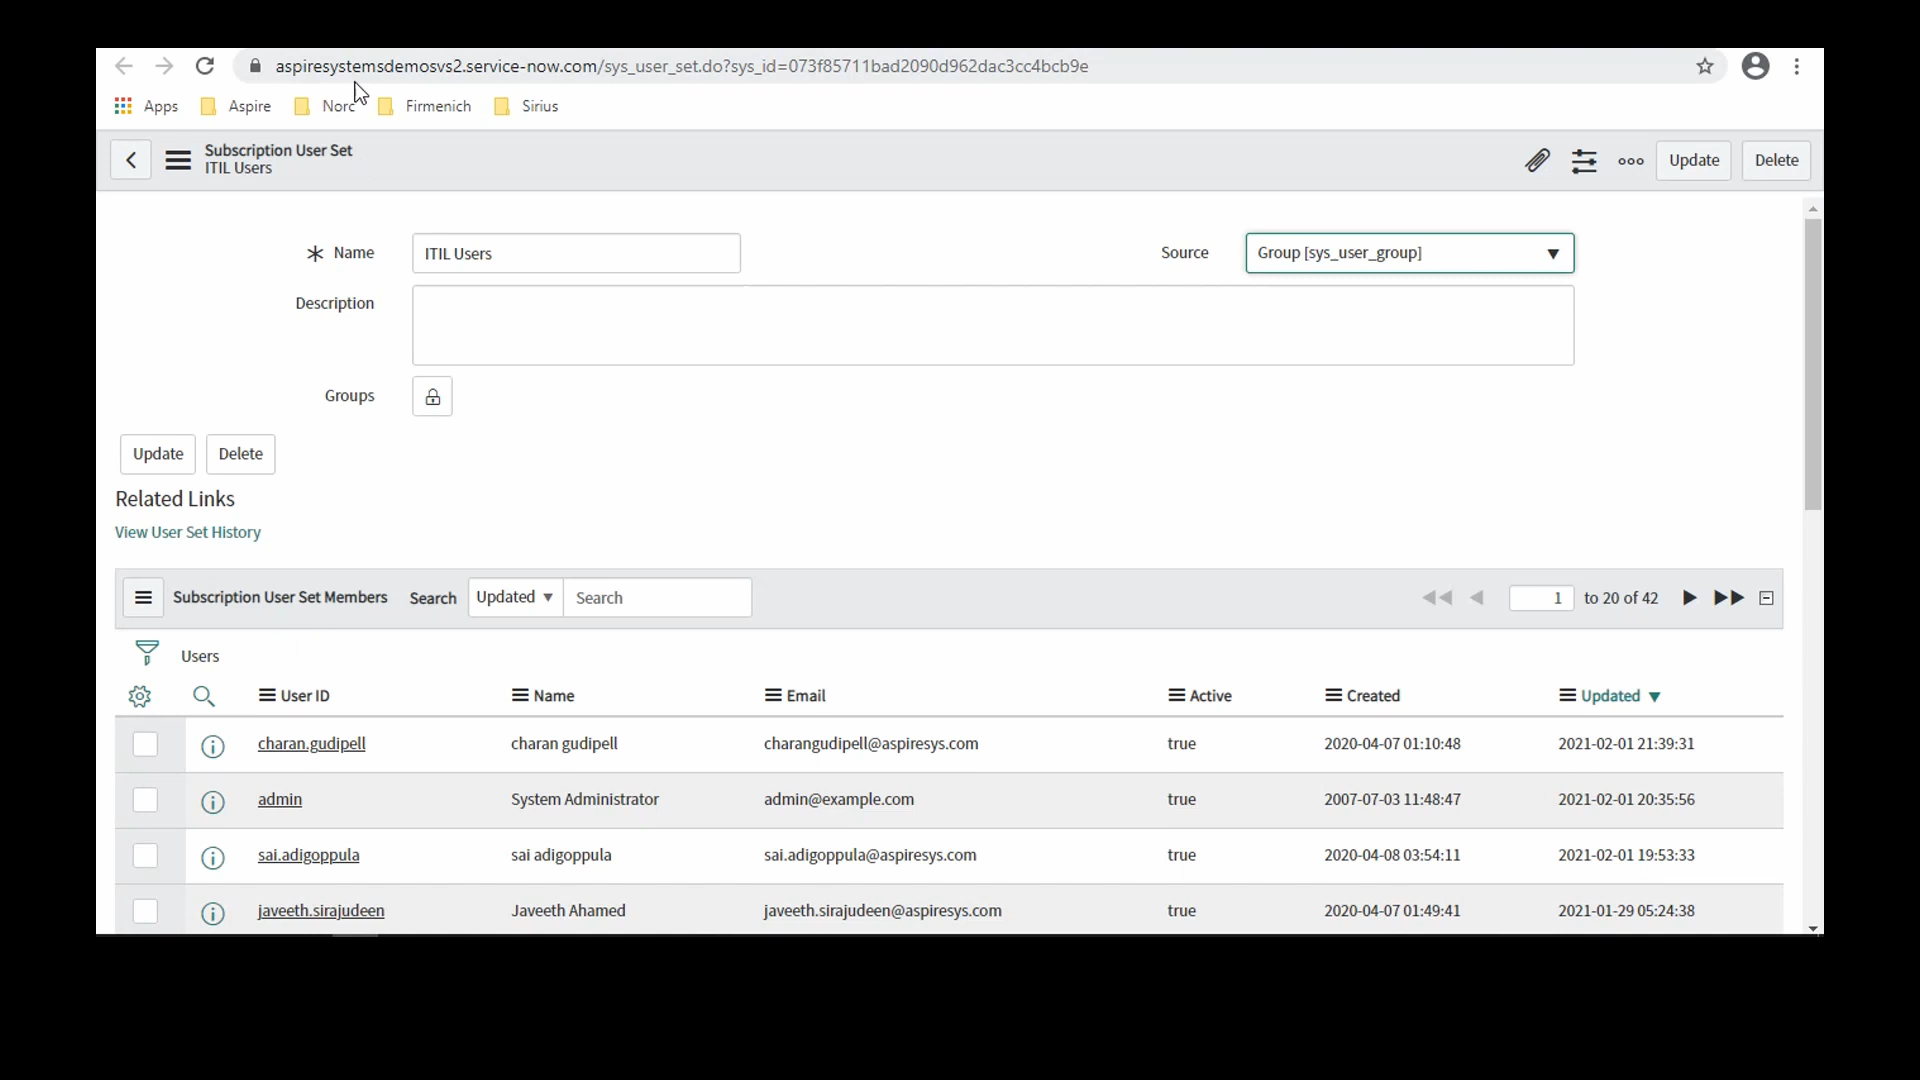 aspiresystemsdemosvs2.service-now.com/sys_user_set.do?sys_id=073f85711bad2090d962dac3cc4bcb9e
Apps Aspire Norc Firmenich Sirius
Subscription User Set
ITIL Users
Update Delete
Name ITIL Users Source Group [sys_user_group]
Description
Groups
Update Delete
Related Links
View User Set History
Subscription User Set Members Search Updated Search 1 to 20 of 42
Users
User ID Name Email Active Created Updated
charan.gudipell charan gudipell charangudipell@aspiresys.com true 2020-04-07 01:10:48 2021-02-01 21:39:31
admin System Administrator admin@example.com true 2007-07-03 11:48:47 2021-02-01 20:35:56
sai.adigoppula sai adigoppula sai.adigoppula@aspiresys.com true 2020-04-08 03:54:11 2021-02-01 19:53:33
javeeth.sirajudeen Javeeth Ahamed javeeth.sirajudeen@aspiresys.com true 2020-04-07 01:49:41 2021-01-29 05:24:38